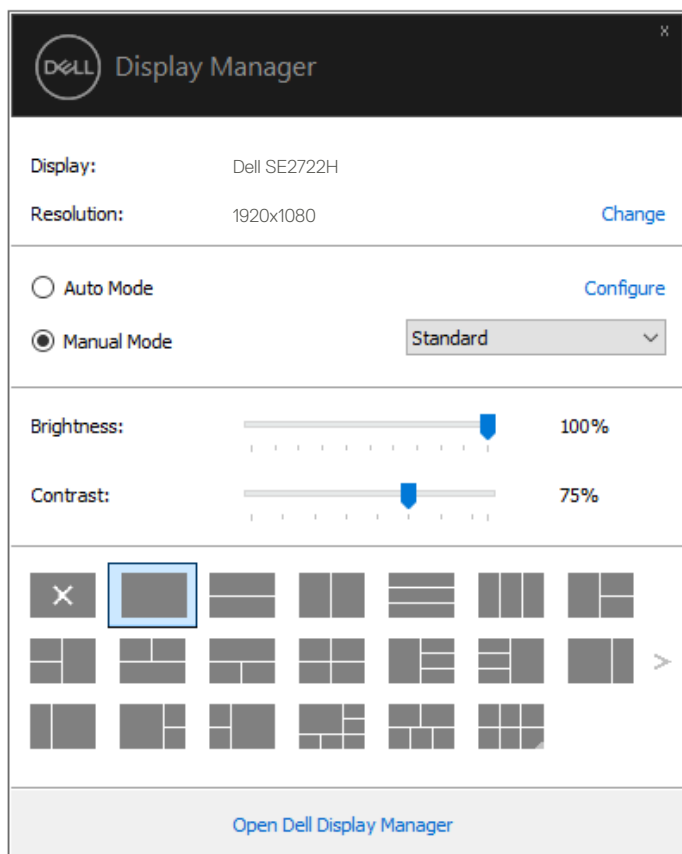 x
DELL Display Manager
Display: Dell SE2722H
Resolution: 1920x1080 Change
Auto Mode Configure
Manual Mode Standard
Brightness: 100%
Contrast: 75%
Open Dell Display Manager